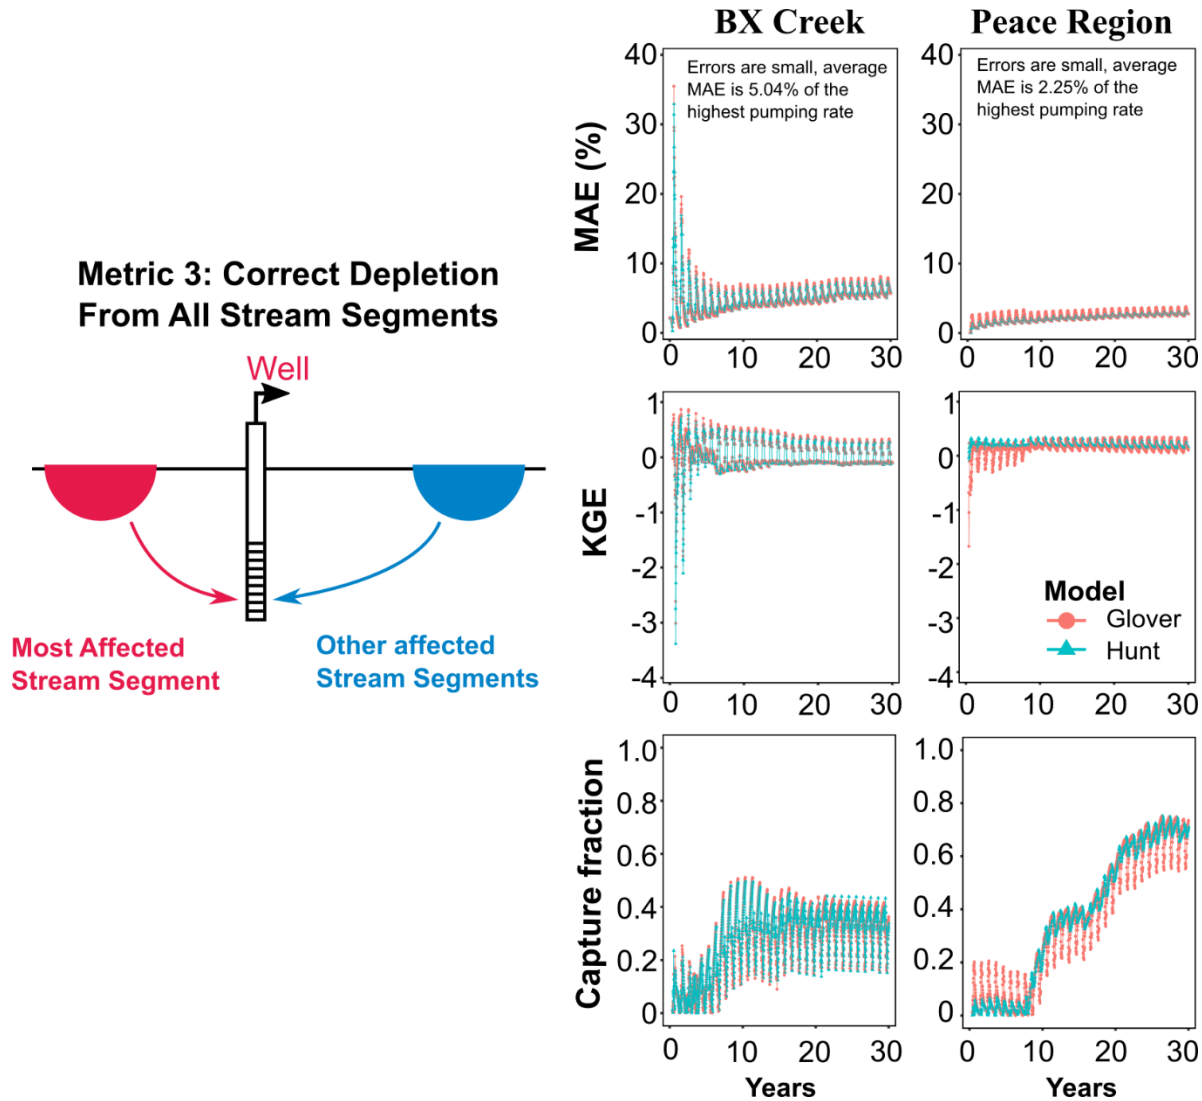 BX Creek
Peace Region
Metric 3: Correct Depletion
From All Stream Segments
Well
Most Affected
Stream Segment
Other affected
Stream Segments
MAE (%)
40
30
20
10
0
Errors are small, average
MAE is 5.04% of the
highest pumping rate
0
10
20
30
40
30
20
10
0
Errors are small, average
MAE is 2.25% of the
highest pumping rate
0
10
20
30
KGE
1
0
-1
-2
-3
-4
0
10
20
30
1
0
-1
-2
-3
-4
Model
Glover
Hunt
0
10
20
30
Capture fraction
1.0
0.8
0.6
0.4
0.2
0
0
10
20
30
Years
1.0
0.8
0.6
0.4
0.2
0
0
10
20
30
Years